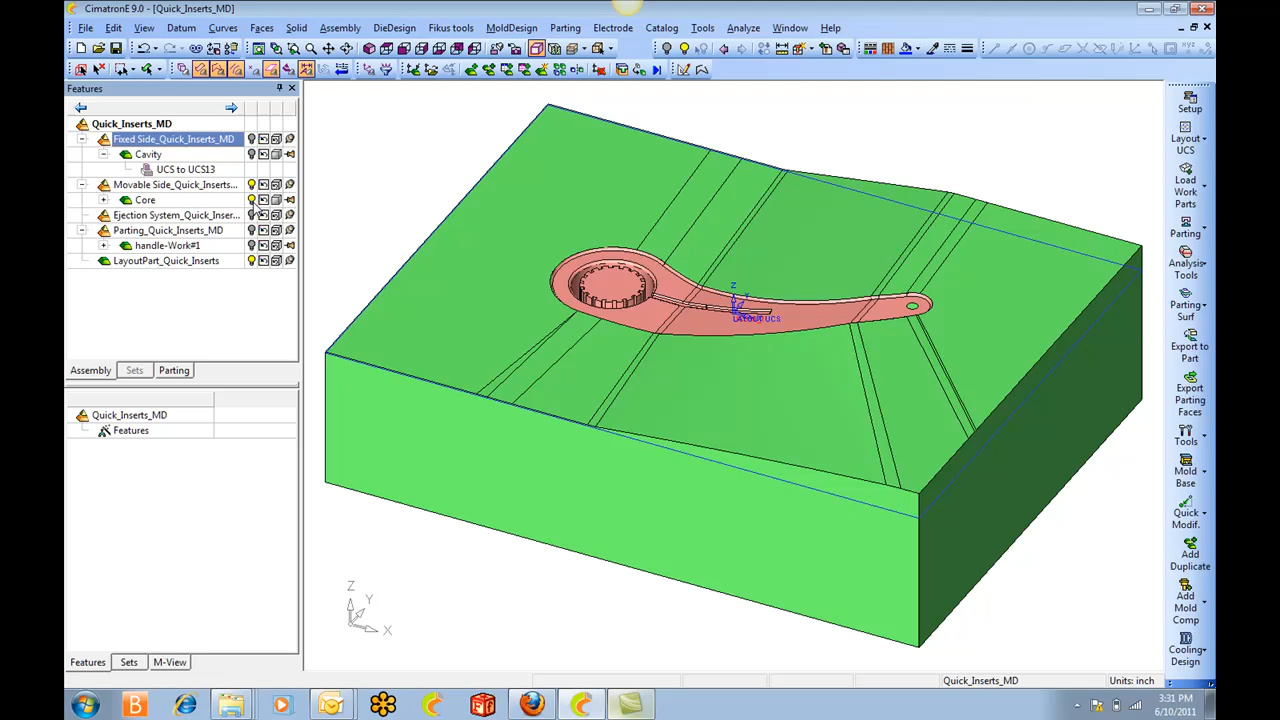 CimatronE 9.0 - [Quick_Inserts_MD]
File Edit View Datum Curves Faces Solid Assembly DieDesign Fikus tools MoldDesign Parting Electrode Catalog Tools Analyze Window Help
Features
Quick_Inserts_MD
Fixed Side_Quick_Inserts_MD
Cavity
UCS to UCS13
Movable Side_Quick_Inserts...
Core
Ejection System_Quick_Inser...
Parting_Quick_Inserts_MD
handle-Work#1
LayoutPart_Quick_Inserts
Assembly Sets Parting
Quick_Inserts_MD
Features
Features Sets M-View
Z
LAYOUT UCS
Z
Y
X
Setup
Layout
UCS
Load
Work
Parts
Parting
Analysis
Tools
Parting
Surf
Export to
Part
Export
Parting
Faces
Tools
Mold
Base
Quick
Modif.
Add
Duplicate
Add
Mold
Comp
Cooling
Design
Quick_Inserts_MD
Units: inch
3:31 PM
6/10/2011